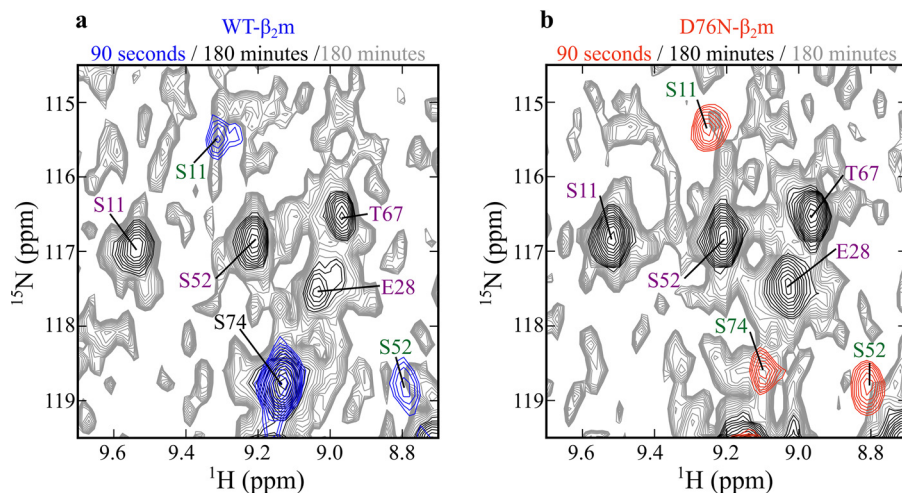 a
WT-β₂m
90 seconds / 180 minutes /180 minutes
115
116
117
118
119
¹⁵N (ppm)
S11
S11
T67
S52
E28
S74
S52
9.6
9.4
9.2
9.0
8.8
¹H (ppm)
b
D76N-β₂m
90 seconds / 180 minutes / 180 minutes
115
116
117
118
119
¹⁵N (ppm)
S11
S11
T67
S52
E28
S74
S52
9.6
9.4
9.2
9.0
8.8
¹H (ppm)